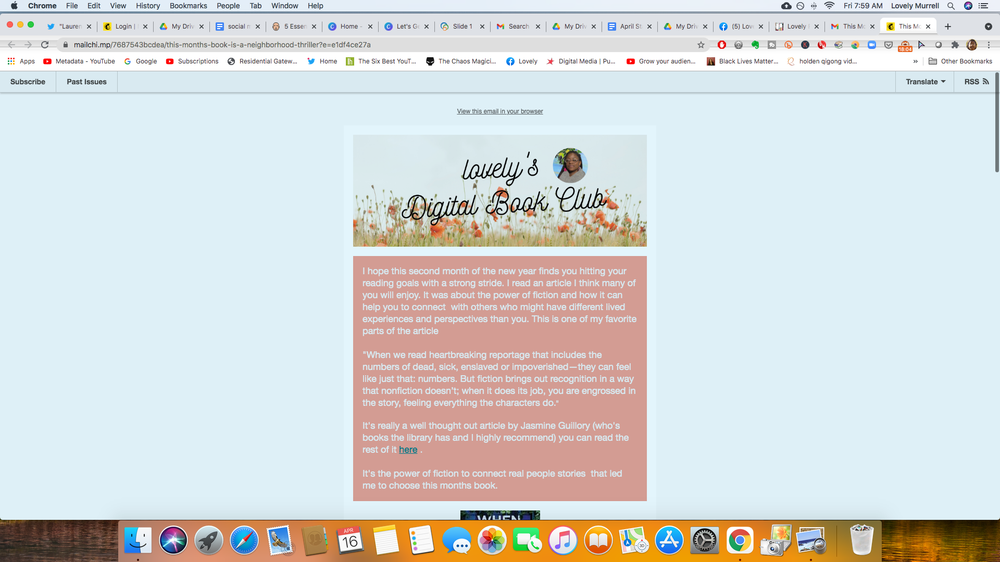 Chrome File Edit View History Bookmarks People Tab Window Help Fri 7:59 AM Lovely Murrell
"Lauren Login | My Driv social m 5 Essen Home - Let's Ge Slide 1 Search My Driv April St My Driv (5) Love Lovely This Mo This Mo
mailchi.mp/7687543bcdea/this-months-book-is-a-neighborhood-thriller?e=e1df4ce27a
18:04
Apps Metadata - YouTube Google Subscriptions Residential Gatew... Home The Six Best YouT... The Chaos Magici... Lovely Digital Media | Pu... Grow your audien... Black Lives Matter... holden qigong vid... » Other Bookmarks
Subscribe Past Issues Translate RSS
View this email in your browser
lovely's
Digital Book Club
I hope this second month of the new year finds you hitting your
reading goals with a strong stride. I read an article I think many of
you will enjoy. It was about the power of fiction and how it can
help you to connect  with others who might have different lived
experiences and perspectives than you. This is one of my favorite
parts of the article
"When we read heartbreaking reportage that includes the
numbers of dead, sick, enslaved or impoverished—they can feel
like just that: numbers. But fiction brings out recognition in a way
that nonfiction doesn't; when it does its job, you are engrossed in
the story, feeling everything the characters do."
It's really a well thought out article by Jasmine Guillory (who's
books the library has and I highly recommend) you can read the
rest of it here .
It's the power of fiction to connect real people stories  that led
me to choose this months book.
WHEN
APR
16
3D